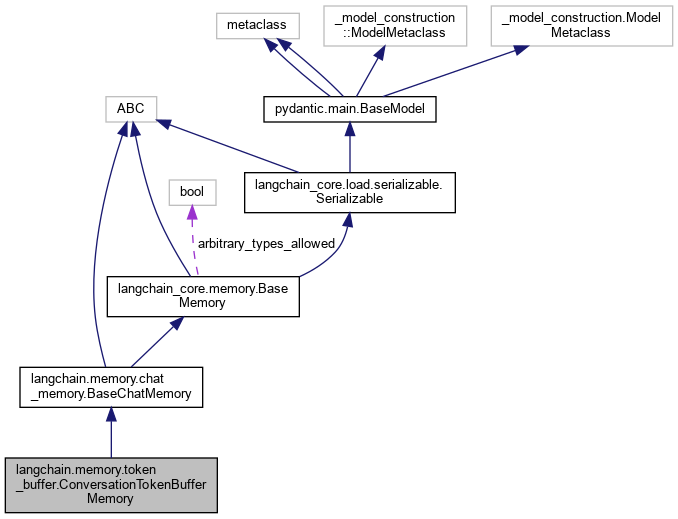 metaclass
_model_construction
::ModelMetaclass
_model_construction.Model
Metaclass
ABC
pydantic.main.BaseModel
bool
langchain_core.load.serializable.
Serializable
arbitrary_types_allowed
langchain_core.memory.Base
Memory
langchain.memory.chat
_memory.BaseChatMemory
langchain.memory.token
_buffer.ConversationTokenBuffer
Memory